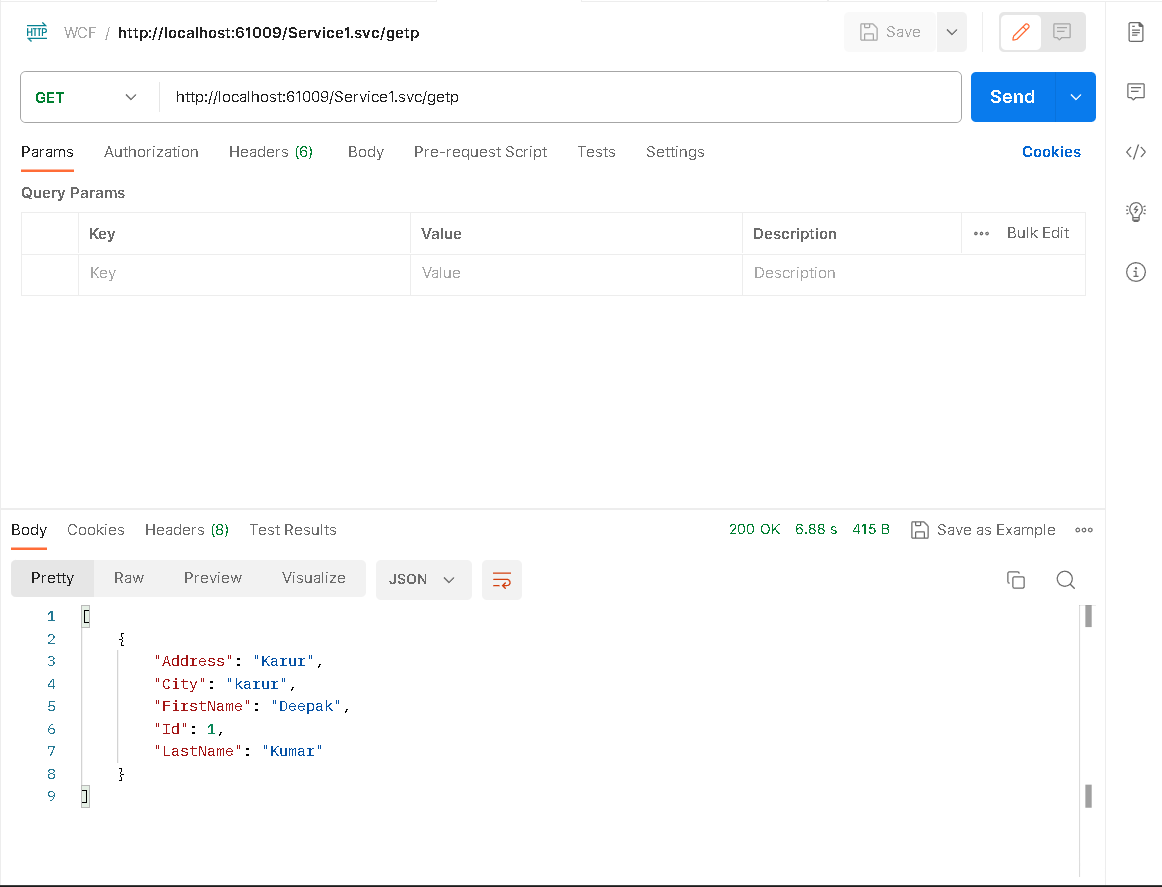 HTTP WCF / http://localhost:61009/Service1.svc/getp Save
GET http://localhost:61009/Service1.svc/getp Send
Params Authorization Headers (6) Body Pre-request Script Tests Settings Cookies
Query Params
Key Value Description ••• Bulk Edit
Key Value Description
Body Cookies Headers (8) Test Results 200 OK 6.88 s 415 B Save as Example
Pretty Raw Preview Visualize JSON
1 [
2 {
3 "Address": "Karur",
4 "City": "karur",
5 "FirstName": "Deepak",
6 "Id": 1,
7 "LastName": "Kumar"
8 }
9 ]